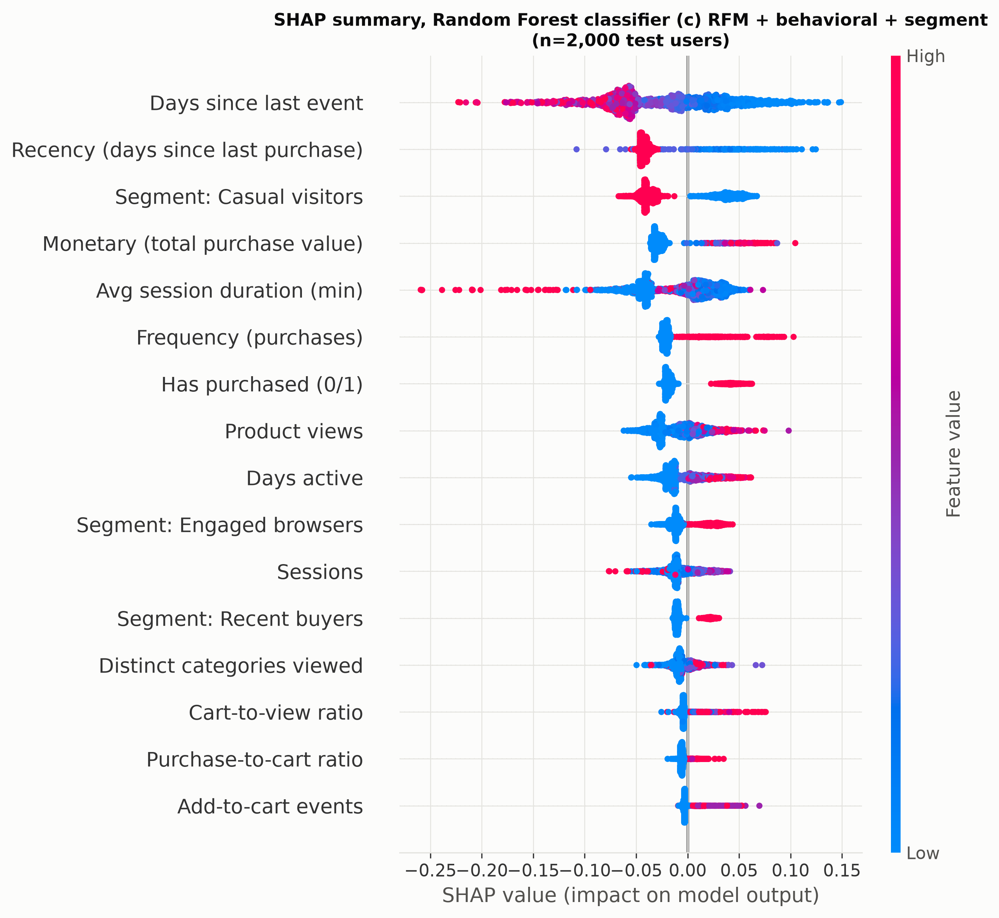 SHAP summary, Random Forest classifier (c) RFM + behavioral + segment
(n=2,000 test users)
High
Days since last event
Recency (days since last purchase)
Segment: Casual visitors
Monetary (total purchase value)
Avg session duration (min)
Frequency (purchases)
Has purchased (0/1)
Product views
Days active
Segment: Engaged browsers
Sessions
Segment: Recent buyers
Distinct categories viewed
Cart-to-view ratio
Purchase-to-cart ratio
Add-to-cart events
Feature value
Low
−0.25 −0.20 −0.15 −0.10 −0.05 0.00 0.05 0.10 0.15
SHAP value (impact on model output)